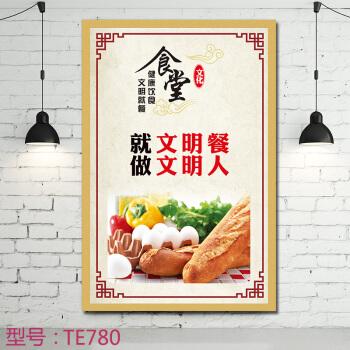 食堂
文化
健康饮食
文明就餐
就文明餐
做文明人
型号：TE780